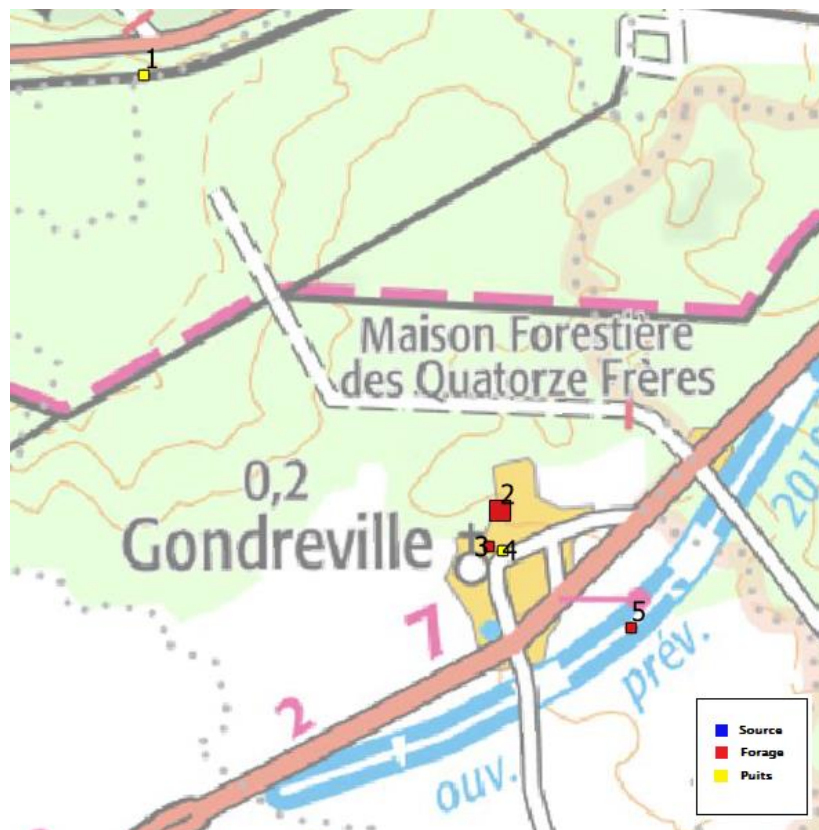 1
Maison Forestière
des Quatorze Frères
0,2
2
Gondreville
3
4
2019
5
7
prév.
2
ouv.
Source
Forage
Puits